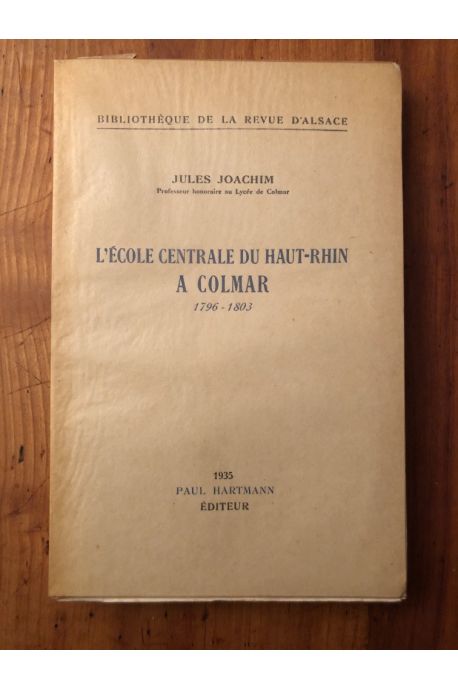 BIBLIOTHÈQUE DE LA REVUE D'ALSACE
JULES JOACHIM
Professeur honoraire au Lycée de Colmar
L'ÉCOLE CENTRALE DU HAUT-RHIN
A COLMAR
1796 - 1803
1935
PAUL HARTMANN
ÉDITEUR